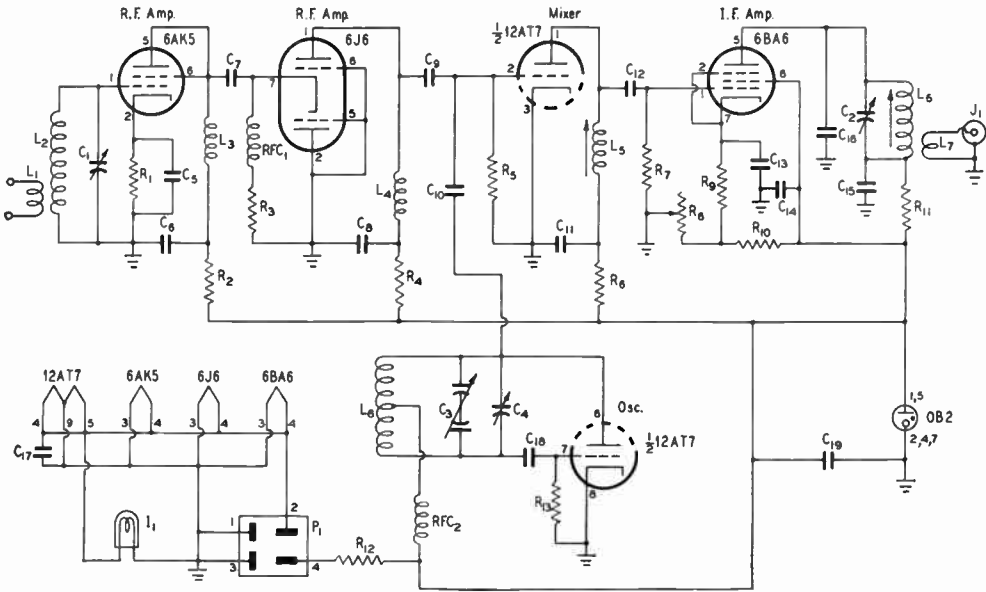 R.F. Amp. R.F. Amp. Mixer I.F. Amp.
6AK5 6J6 ½12AT7 6BA6
5 1 6 2
1 7 6 5 2
1 2 3
5 2 1 6 7
L1 L2 C1 R1 C5 C6 L3 C7 R2
RFC1 R3 L4 C8 R4 C9 C10
R5 C11 L5 R6 C12 R7 R8
R9 R10 C13 C14 C16 C2 C15 L6 L7 J1 R11
12AT7 6AK5 6J6 6BA6
4 9 5 3 4 3 4 3 4
C17 I1
1 2 3 4 P1
R12 RFC2
L8 C3 C4 C18
6 7 8 Osc.
½12AT7
R13
C19
1,5
OB2
2,4,7